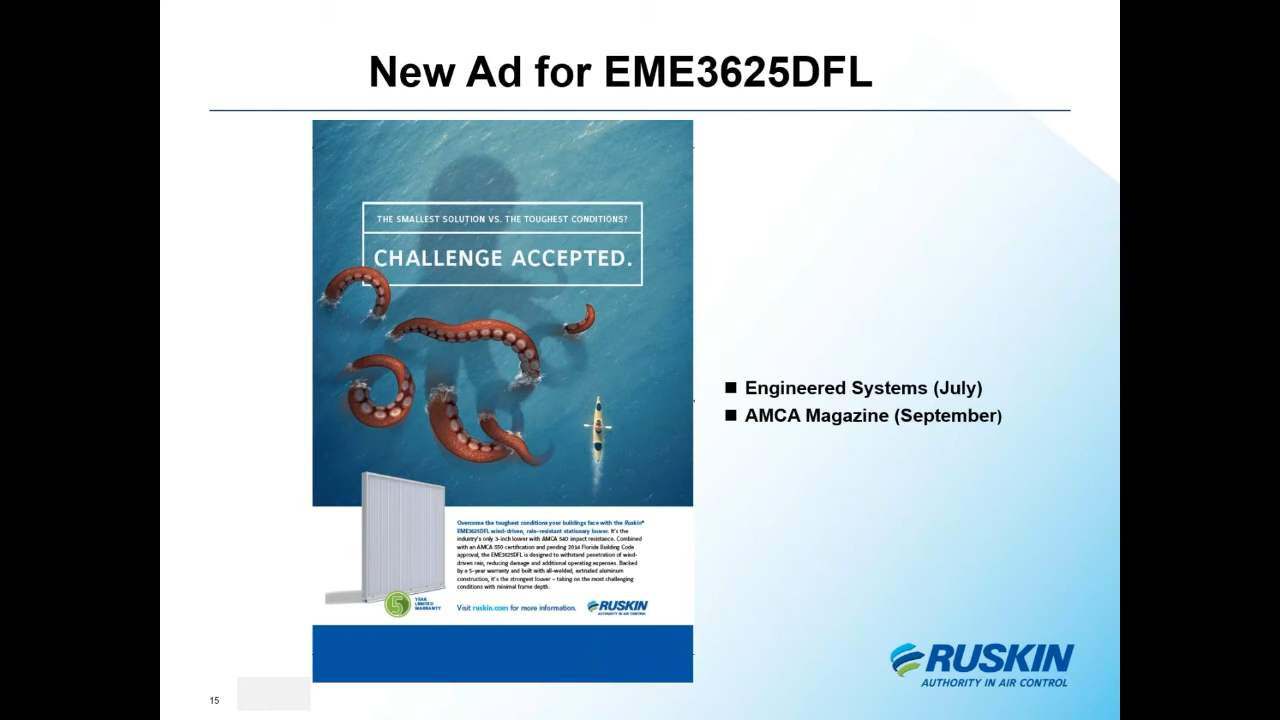 New Ad for EME3625DFL
THE SMALLEST SOLUTION VS. THE TOUGHEST CONDITIONS?
CHALLENGE ACCEPTED.
Overcome the toughest conditions your buildings face with the Ruskin®
EME3625DFL wind-driven, rain-resistant stationary louver. It's the
industry's only 3-inch louver with AMCA 540 impact resistance. Combined
with an AMCA 550 certification and pending 2014 Florida Building Code
approval, the EME3625DFL is designed to withstand penetration of wind-
driven rain, reducing damage and additional operating expenses. Backed
by a 5-year warranty and built with all-welded, extruded aluminum
construction, it's the strongest louver – taking on the most challenging
conditions with minimal frame depth.
5 YEAR
LIMITED
WARRANTY
Visit ruskin.com for more information.
RUSKIN
AUTHORITY IN AIR CONTROL
■ Engineered Systems (July)
■ AMCA Magazine (September)
RUSKIN
AUTHORITY IN AIR CONTROL
15